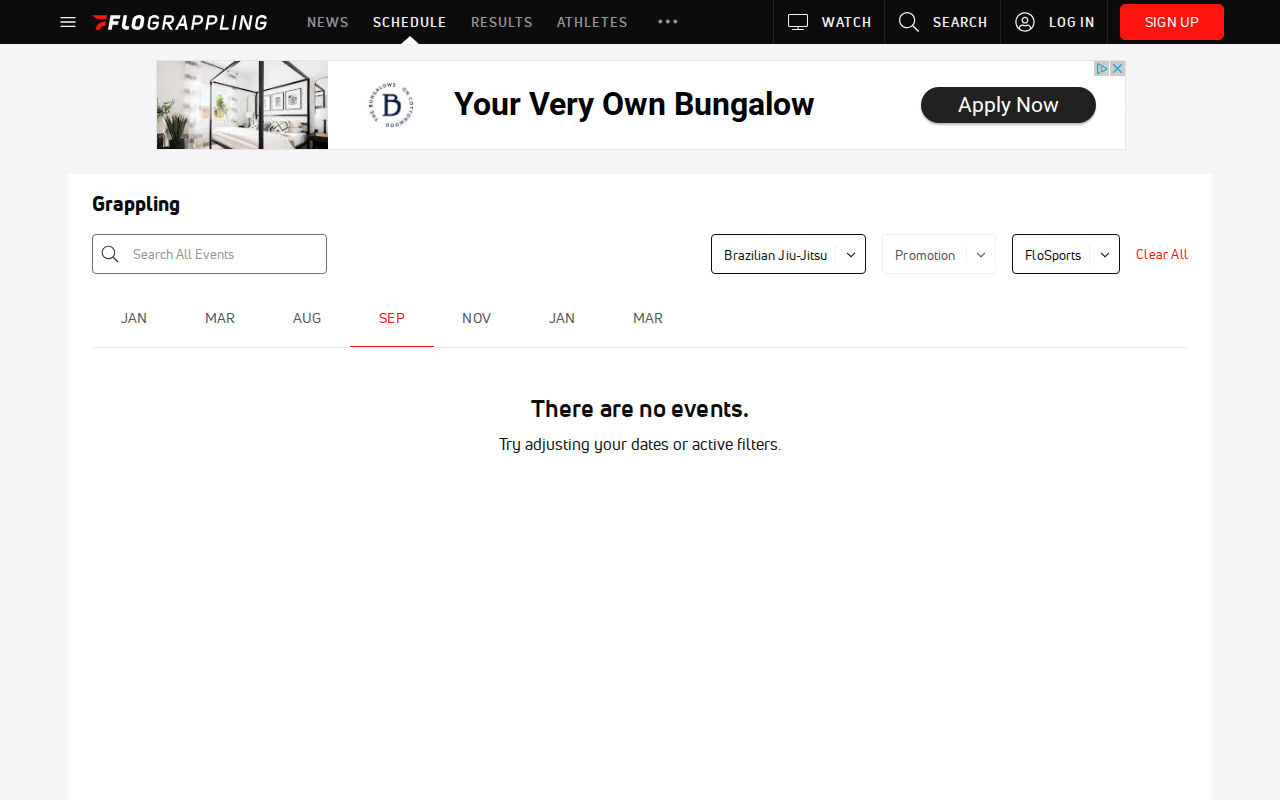 FLOGRAPPLING NEWS SCHEDULE RESULTS ATHLETES WATCH SEARCH LOG IN SIGN UP
THE BUNGALOWS ON COTTONWOOD
B
Your Very Own Bungalow
Apply Now
Grappling
Search All Events
Brazilian Jiu-Jitsu
Promotion
FloSports
Clear All
JAN MAR AUG SEP NOV JAN MAR
There are no events.
Try adjusting your dates or active filters.